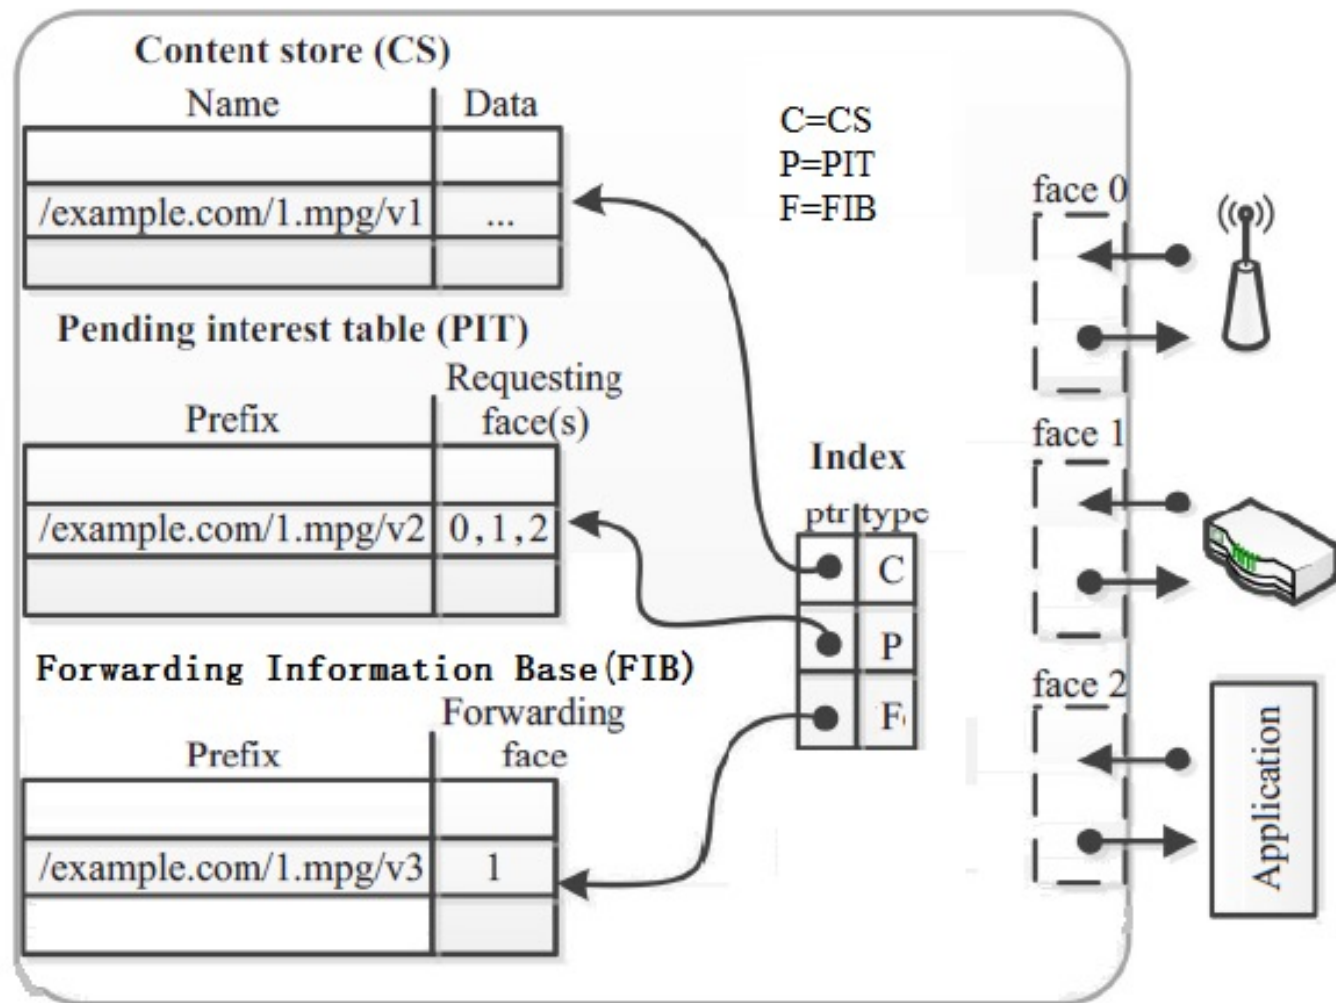 Content store (CS)
Name Data
/example.com/1.mpg/v1 ...
C=CS
P=PIT
F=FIB
Pending interest table (PIT)
Prefix
Requesting
face(s)
/example.com/1.mpg/v2 0,1,2
Forwarding Information Base(FIB)
Prefix
Forwarding
face
/example.com/1.mpg/v3 1
Index
ptr type
C
P
F
face 0
face 1
face 2
Application